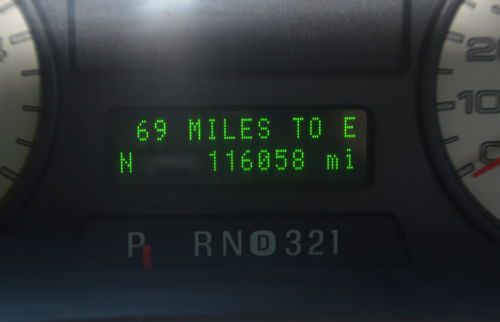 69 MILES TO E
N 116058 mi
P R N D 3 2 1